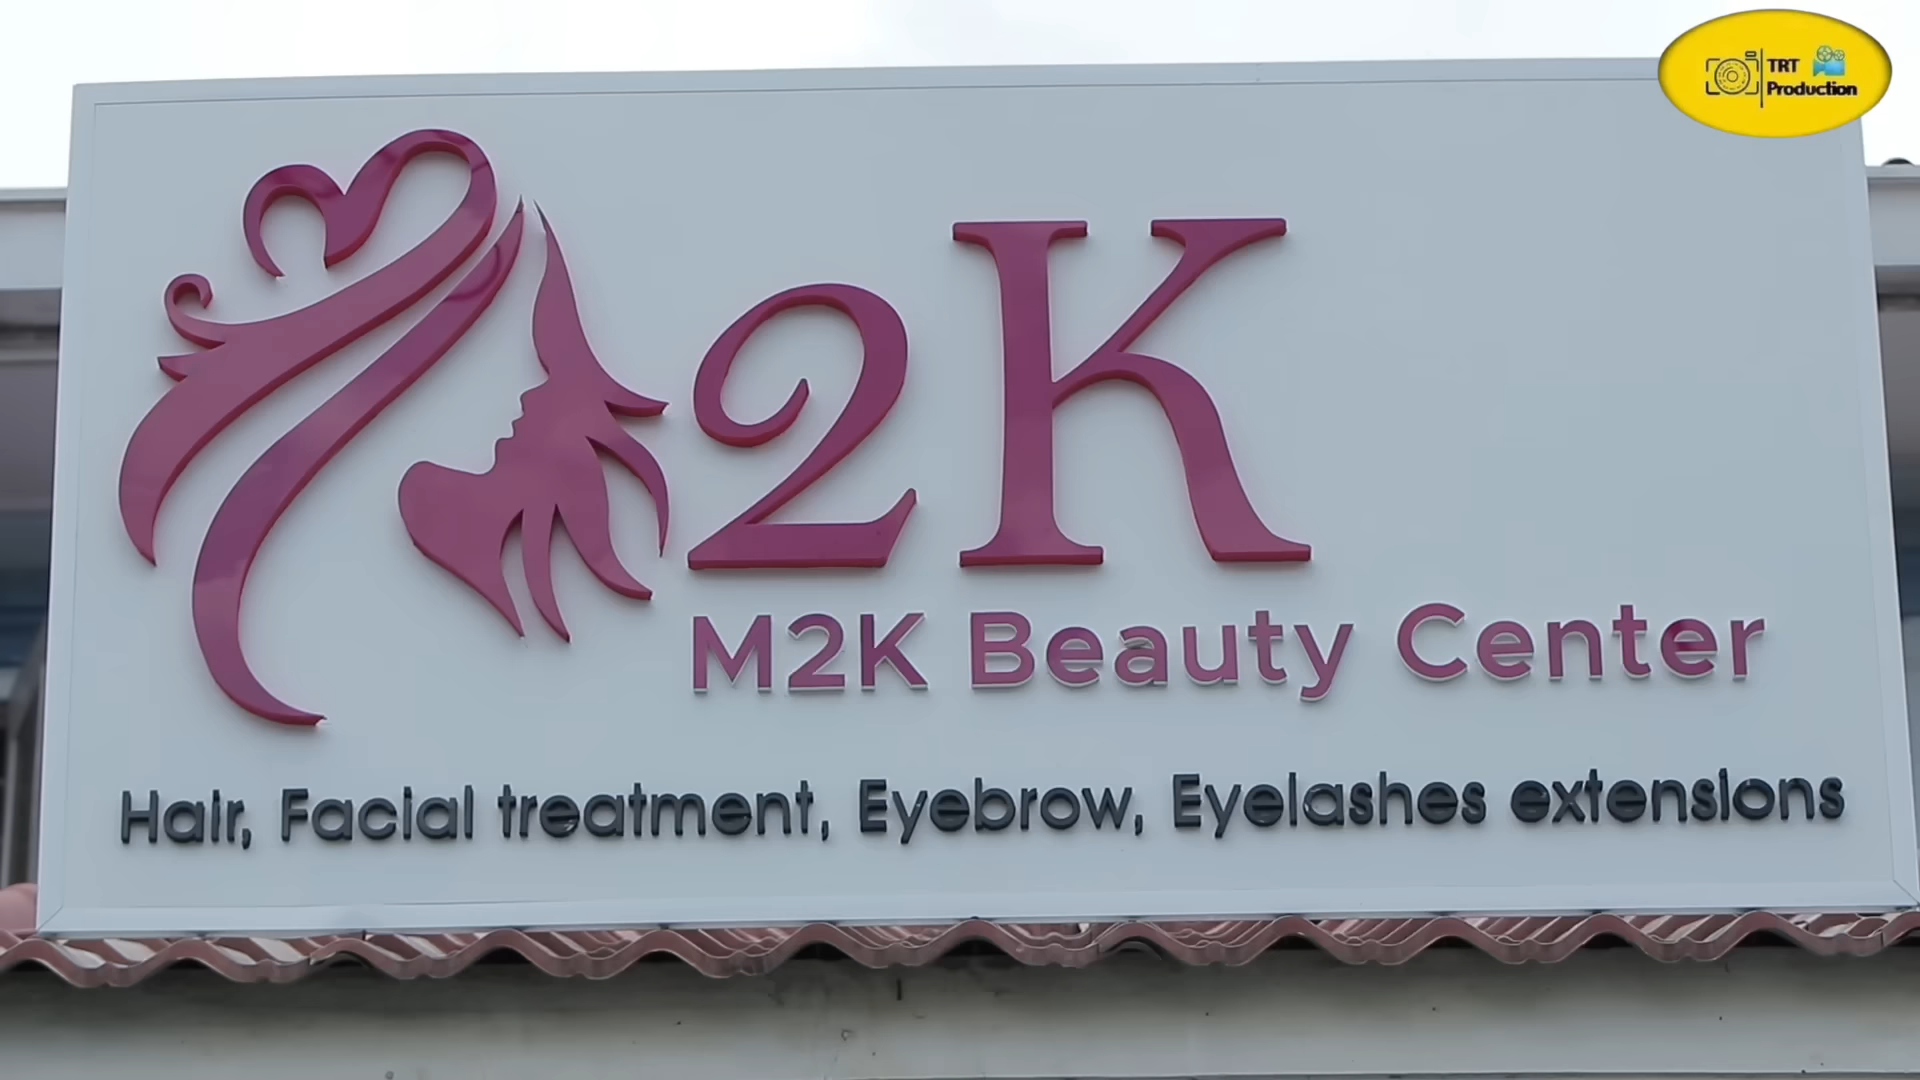 TRT
Production
2K
M2K Beauty Center
Hair, Facial treatment, Eyebrow, Eyelashes extensions